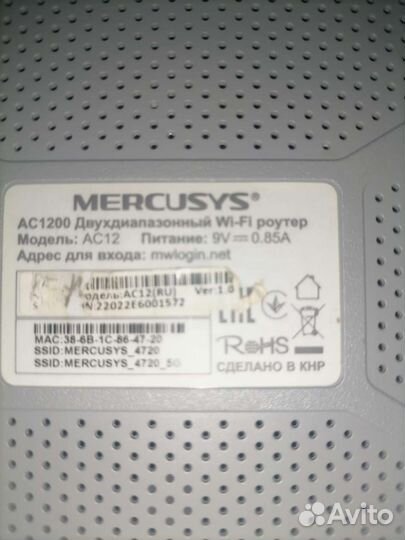 MERCUSYS®
AC1200 Двухдиапазонный Wi-Fi роутер
Модель: AC12 Питание: 9V⎓0.85A
Адрес для входа: mwlogin.net
одель:AC12(RU) Ver:1.0
N:22022E6001572
MAC:38-6B-1C-86-47-20
SSID:MERCUSYS_4720
SSID:MERCUSYS_4720_5G
EAC
RoHS
СДЕЛАНО В КНР
Avito